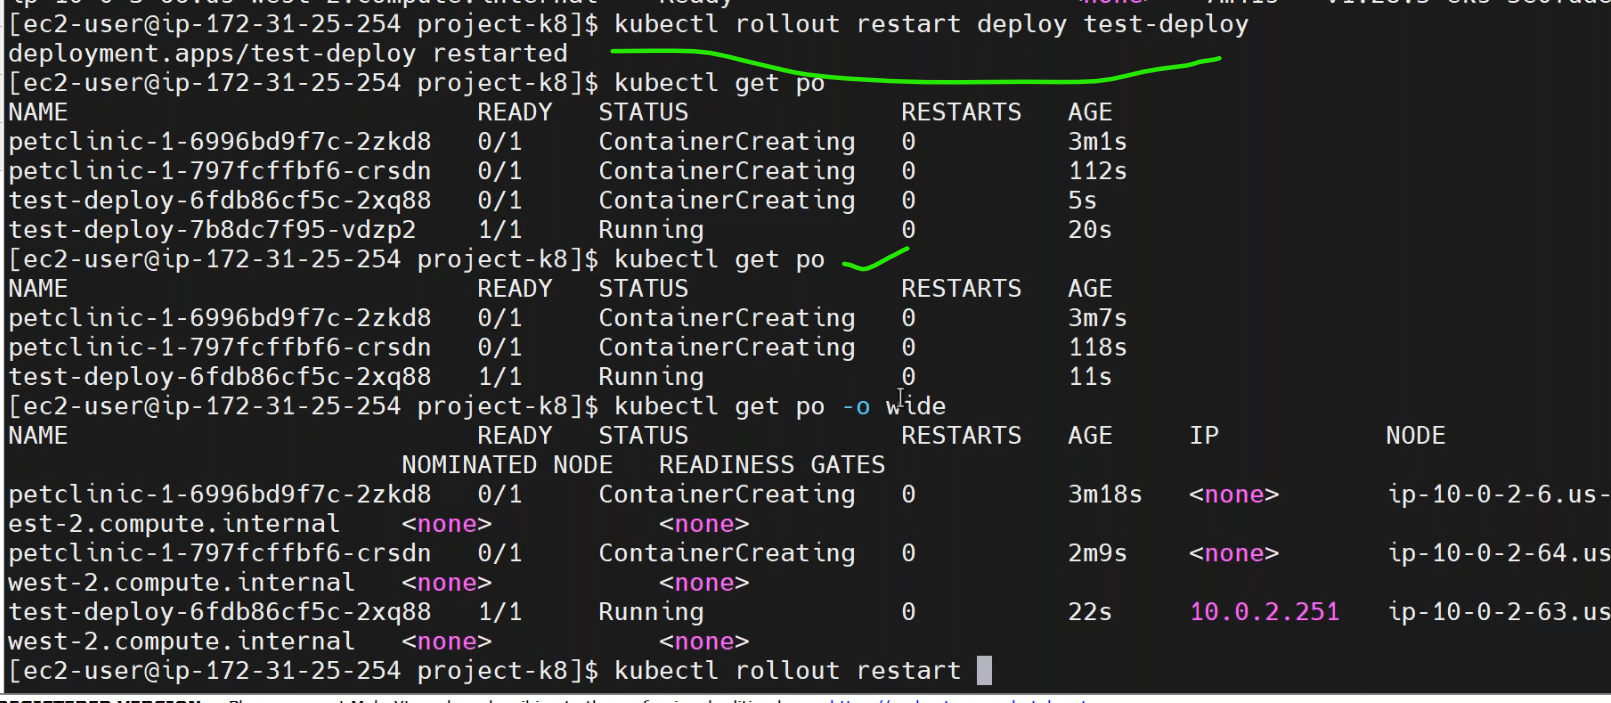 [ec2-user@ip-172-31-25-254 project-k8]$ kubectl rollout restart deploy test-deploy
deployment.apps/test-deploy restarted
[ec2-user@ip-172-31-25-254 project-k8]$ kubectl get po
NAME READY STATUS RESTARTS AGE
petclinic-1-6996bd9f7c-2zkd8 0/1 ContainerCreating 0 3m1s
petclinic-1-797fcffbf6-crsdn 0/1 ContainerCreating 0 112s
test-deploy-6fdb86cf5c-2xq88 0/1 ContainerCreating 0 5s
test-deploy-7b8dc7f95-vdzp2 1/1 Running 0 20s
[ec2-user@ip-172-31-25-254 project-k8]$ kubectl get po
NAME READY STATUS RESTARTS AGE
petclinic-1-6996bd9f7c-2zkd8 0/1 ContainerCreating 0 3m7s
petclinic-1-797fcffbf6-crsdn 0/1 ContainerCreating 0 118s
test-deploy-6fdb86cf5c-2xq88 1/1 Running 0 11s
[ec2-user@ip-172-31-25-254 project-k8]$ kubectl get po -o wide
NAME READY STATUS RESTARTS AGE IP NODE
NOMINATED NODE READINESS GATES
petclinic-1-6996bd9f7c-2zkd8 0/1 ContainerCreating 0 3m18s <none> ip-10-0-2-6.us-
est-2.compute.internal <none> <none>
petclinic-1-797fcffbf6-crsdn 0/1 ContainerCreating 0 2m9s <none> ip-10-0-2-64.us
west-2.compute.internal <none> <none>
test-deploy-6fdb86cf5c-2xq88 1/1 Running 0 22s 10.0.2.251 ip-10-0-2-63.us
west-2.compute.internal <none> <none>
[ec2-user@ip-172-31-25-254 project-k8]$ kubectl rollout restart